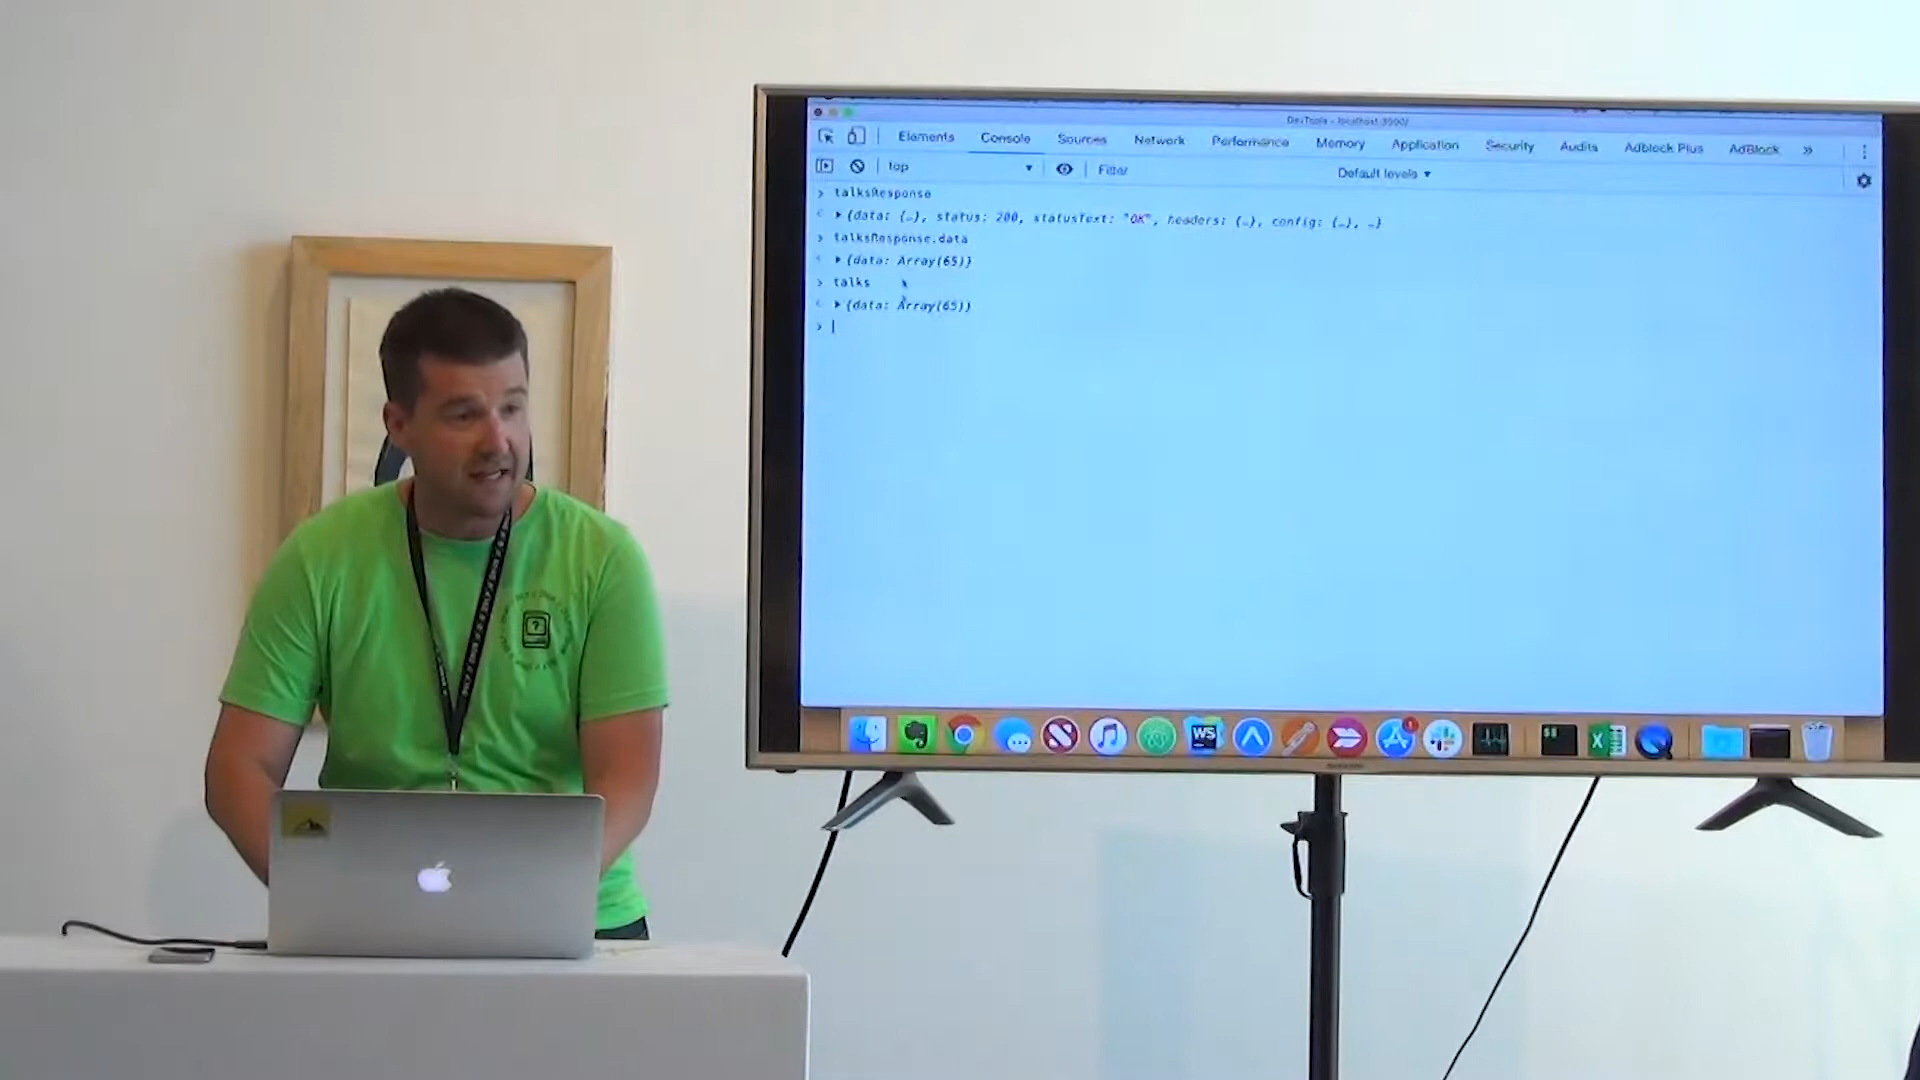 DevTools - localhost:3000/
Elements Console Sources Network Performance Memory Application Security Audits Adblock Plus AdBlock »
top ▼ Filter Default levels ▼
> talksResponse
< ▶ {data: {…}, status: 200, statusText: "OK", headers: {…}, config: {…}, …}
> talksResponse.data
< ▶ {data: Array(65)}
> talks
< ▶ {data: Array(65)}
>
WS
$$
X
?